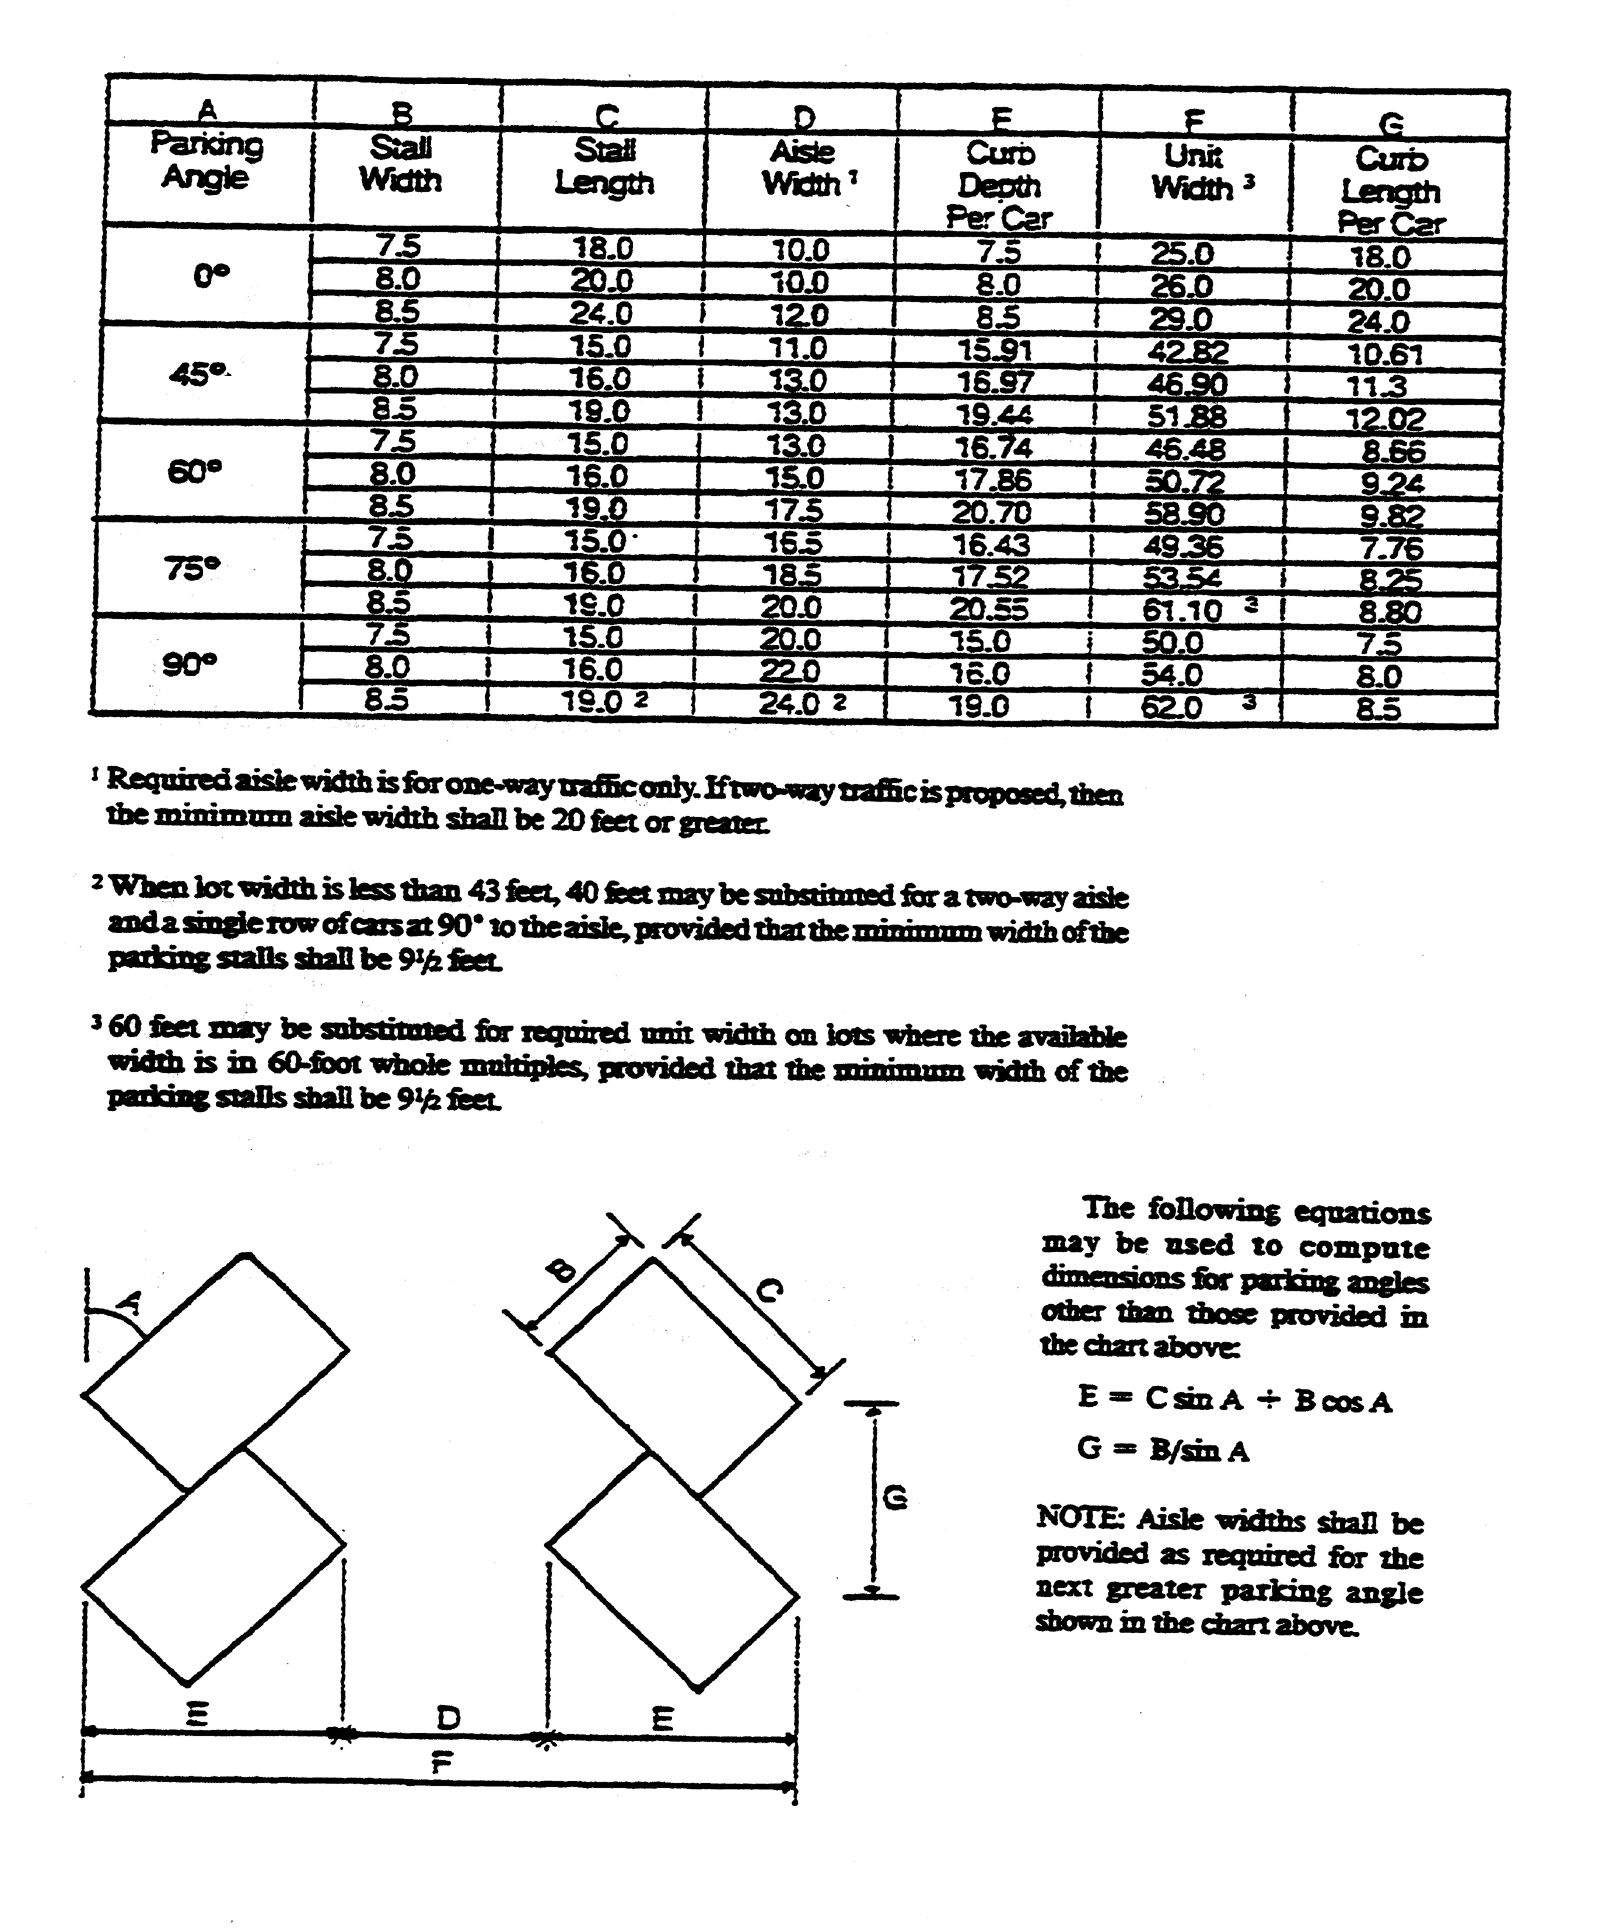 A B C D E F G
Parking Angle Stall Width Stall Length Aisle Width ¹ Curb Depth Per Car Unit Width ³ Curb Length Per Car
0° 7.5 18.0 10.0 7.5 25.0 18.0
8.0 20.0 10.0 8.0 26.0 20.0
8.5 24.0 12.0 8.5 29.0 24.0
45° 7.5 15.0 11.0 15.91 42.82 10.61
8.0 16.0 13.0 16.97 46.90 11.3
8.5 19.0 13.0 19.44 51.88 12.02
60° 7.5 15.0 13.0 16.74 46.48 8.66
8.0 16.0 15.0 17.86 50.72 9.24
8.5 19.0 17.5 20.70 58.90 9.82
75° 7.5 15.0 16.5 16.43 49.36 7.76
8.0 16.0 18.5 17.52 53.54 8.25
8.5 19.0 20.0 20.55 61.10 8.80
90° 7.5 15.0 20.0 15.0 50.0 7.5
8.0 16.0 22.0 16.0 54.0 8.0
8.5 19.0 ² 24.0 ² 19.0 62.0 ³ 8.5
¹ Required aisle width is for one-way traffic only. If two-way traffic is proposed, then
the minimum aisle width shall be 20 feet or greater.
² When lot width is less than 43 feet, 40 feet may be substituted for a two-way aisle
and a single row of cars at 90° to the aisle, provided that the minimum width of the
parking stalls shall be 9½ feet.
³ 60 feet may be substituted for required unit width on lots where the available
width is in 60-foot whole multiples, provided that the minimum width of the
parking stalls shall be 9½ feet.
A
B
C
G
E D E
F
The following equations
may be used to compute
dimensions for parking angles
other than those provided in
the chart above:
E = C sin A ÷ B cos A
G = B/sin A
NOTE: Aisle widths shall be
provided as required for the
next greater parking angle
shown in the chart above.